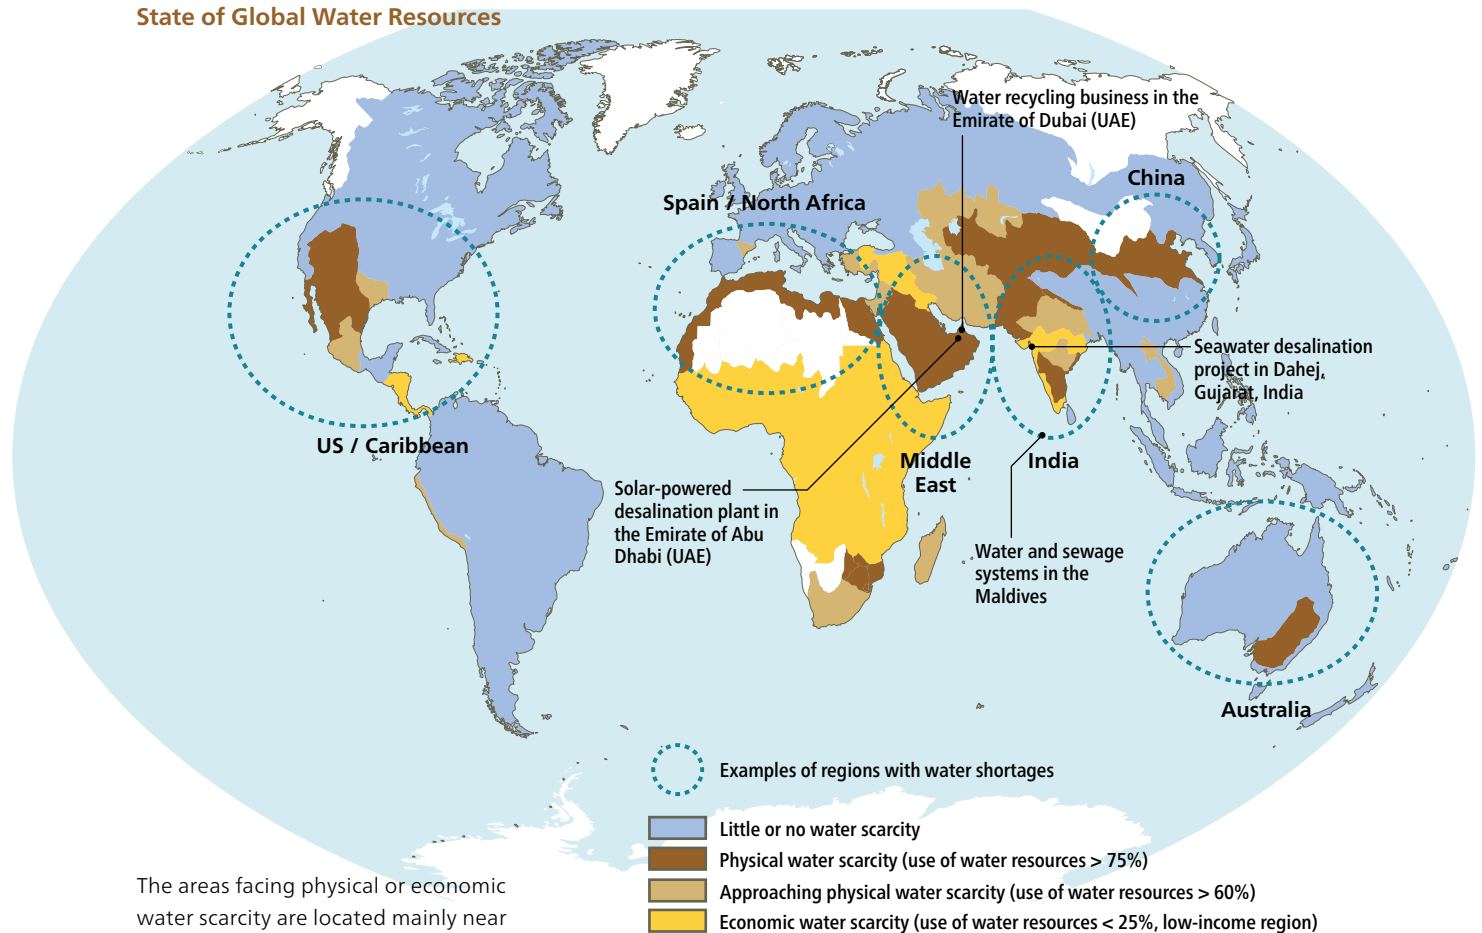 State of Global Water Resources
Water recycling business in the
Emirate of Dubai (UAE)
China
Spain / North Africa
Seawater desalination
project in Dahej,
Gujarat, India
US / Caribbean
Middle
East
India
Solar-powered
desalination plant in
the Emirate of Abu
Dhabi (UAE)
Water and sewage
systems in the
Maldives
Australia
Examples of regions with water shortages
Little or no water scarcity
Physical water scarcity (use of water resources > 75%)
Approaching physical water scarcity (use of water resources > 60%)
Economic water scarcity (use of water resources < 25%, low-income region)
The areas facing physical or economic
water scarcity are located mainly near